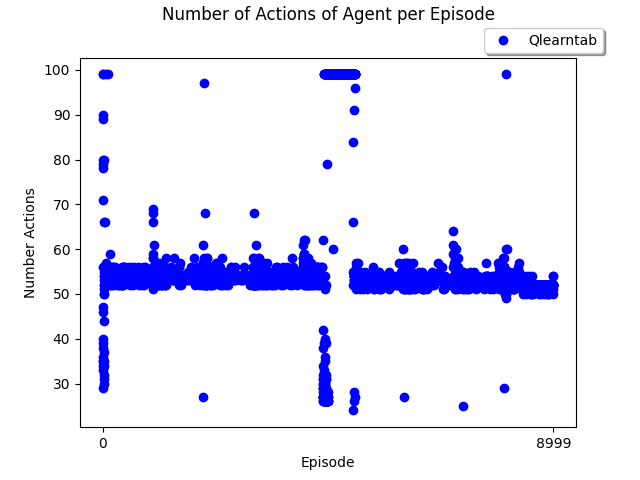 Number of Actions of Agent per Episode
Qlearntab
100
90
80
70
60
50
40
30
Number Actions
0
8999
Episode